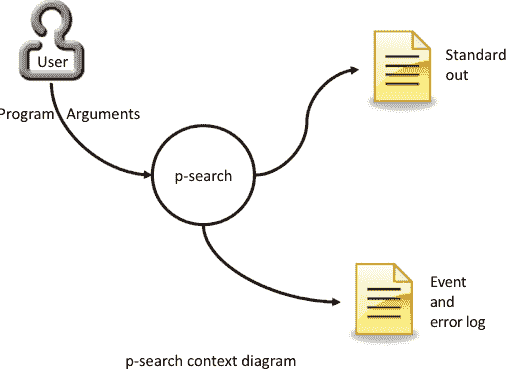 User
Program Arguments
p-search
Standard
out
Event
and
error log
p-search context diagram